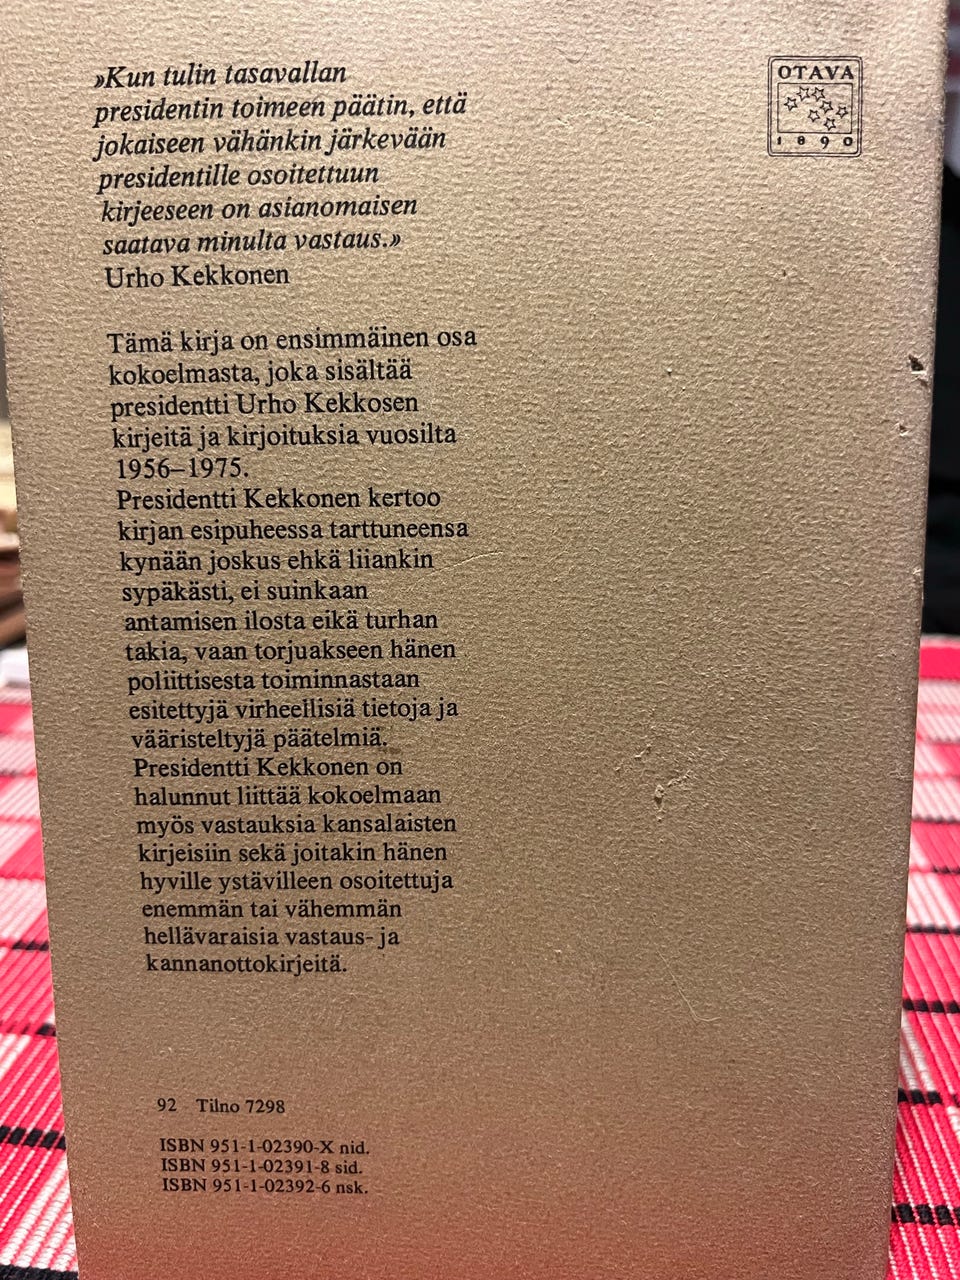 »Kun tulin tasavallan
presidentin toimeen päätin, että
jokaiseen vähänkin järkevään
presidentille osoitettuun
kirjeeseen on asianomaisen
saatava minulta vastaus.»
Urho Kekkonen
Tämä kirja on ensimmäinen osa
kokoelmasta, joka sisältää
presidentti Urho Kekkosen
kirjeitä ja kirjoituksia vuosilta
1956–1975.
Presidentti Kekkonen kertoo
kirjan esipuheessa tarttuneensa
kynään joskus ehkä liiankin
sypäkästi, ei suinkaan
antamisen ilosta eikä turhan
takia, vaan torjuakseen hänen
poliittisesta toiminnastaan
esitettyjä virheellisiä tietoja ja
vääristeltyjä päätelmiä.
Presidentti Kekkonen on
halunnut liittää kokoelmaan
myös vastauksia kansalaisten
kirjeisiin sekä joitakin hänen
hyville ystävilleen osoitettuja
enemmän tai vähemmän
hellävaraisia vastaus- ja
kannanottokirjeitä.
OTAVA
1890
92 Tilno 7298
ISBN 951-1-02390-X nid.
ISBN 951-1-02391-8 sid.
ISBN 951-1-02392-6 nsk.